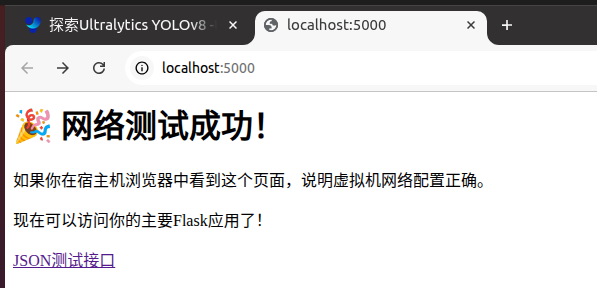 探索Ultralytics YOLOv8 -
localhost:5000
localhost:5000
🎉 网络测试成功！
如果你在宿主机浏览器中看到这个页面，说明虚拟机网络配置正确。
现在可以访问你的主要Flask应用了！
JSON测试接口